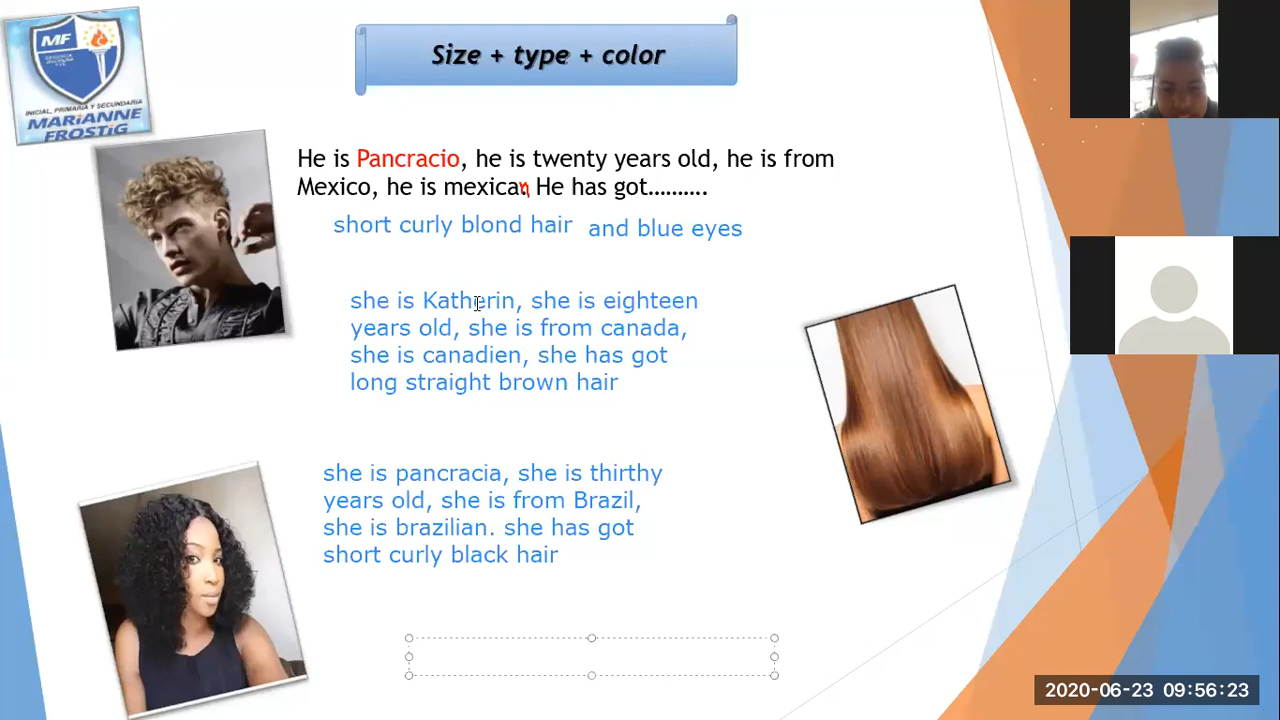 MF
INICIAL, PRIMARIA Y SECUNDARIA
MARIANNE
FROSTIG
Size + type + color
He is Pancracio, he is twenty years old, he is from
Mexico, he is mexican He has got..........
short curly blond hair and blue eyes
she is Katherin, she is eighteen
years old, she is from canada,
she is canadien, she has got
long straight brown hair
she is pancracia, she is thirthy
years old, she is from Brazil,
she is brazilian. she has got
short curly black hair
2020-06-23 09:56:23